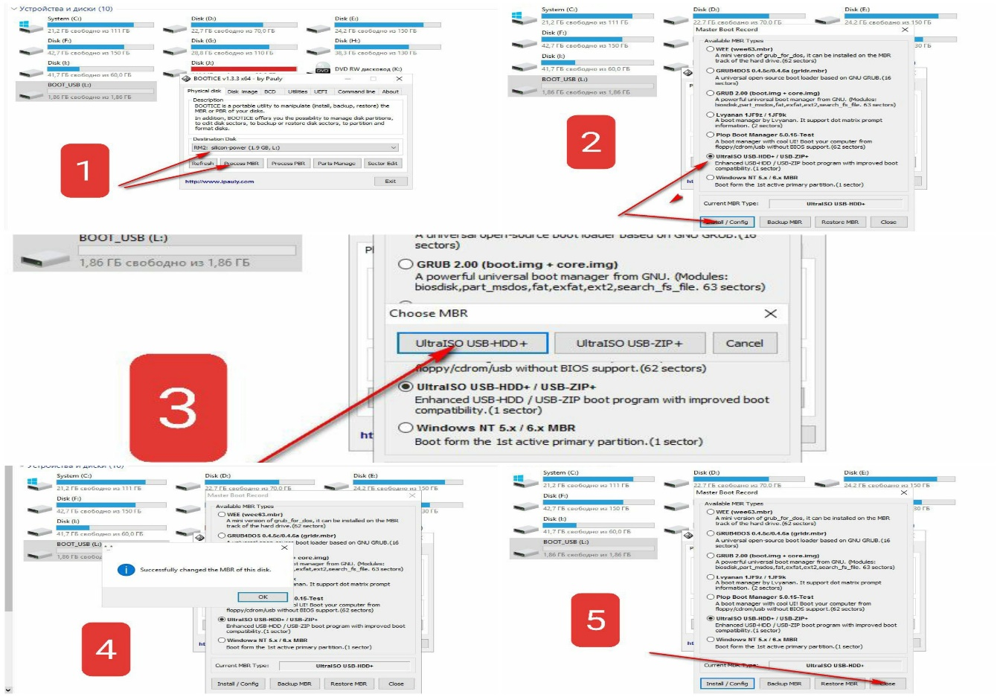 Устройства и диски (10)
System (C:)
21,2 ГБ свободно из 111 ГБ
Disk (D:)
22,7 ГБ свободно из 70,0 ГБ
Disk (E:)
24,2 ГБ свободно из 150 ГБ
Disk (F:)
42,7 ГБ свободно из 150 ГБ
Disk (G:)
28,8 ГБ свободно из 110 ГБ
Disk (H:)
38,3 ГБ свободно из 130 ГБ
Disk (I:)
41,7 ГБ свободно из 60,0 ГБ
Disk (J:)
DVD RW дисковод (K:)
BOOT_USB (L:)
1,86 ГБ свободно из 1,86 ГБ
BOOTICE v1.3.3 x64 - by Pauly
Physical disk Disk image BCD Utilities UEFI Command line About
Description
BOOTICE is a portable utility to manipulate (install, backup, restore) the
MBR or PBR of your disks.
In addition, BOOTICE offers you the possability to manage disk partitions,
to edit disk sectors, to backup or restore disk sectors, to partition and
format disks.
Destination Disk
RM2: silicon-power (1.9 GB, L:)
Refresh Process MBR Process PBR Parts Manage Sector Edit
http://www.ipauly.com
Exit
1
System (C:)
21,2 ГБ свободно из 111 ГБ
Disk (D:)
22,7 ГБ свободно из 70,0 ГБ
Disk (E:)
24,2 ГБ свободно из 150 ГБ
Disk (F:)
42,7 ГБ свободно из 150 ГБ
30 ГБ
Disk (I:)
41,7 ГБ свободно из 60,0 ГБ
BOOT_USB (L:)
1,86 ГБ свободно из 1,86 ГБ
2
Master Boot Record
Available MBR Types
WEE (wee63.mbr)
A mini version of grub_for_dos, it can be installed on the MBR
track of the hard drive.(62 sectors)
GRUB4DOS 0.4.5c/0.4.6a (grldr.mbr)
A universal open-source boot loader based on GNU GRUB.(16
sectors)
GRUB 2.00 (boot.img + core.img)
A powerful universal boot manager from GNU. (Modules:
biosdisk,part_msdos,fat,exfat,ext2,search_fs_file. 63 sectors)
Lvyanan 1JF9z / 1JF9k
A boot manager by Lvyanan. It support dot matrix prompt
information. (2 sectors)
Plop Boot Manager 5.0.15-Test
A boot manager with cool UI! Boot your computer from
floppy/cdrom/usb without BIOS support.(62 sectors)
UltraISO USB-HDD+ / USB-ZIP+
Enhanced USB-HDD / USB-ZIP boot program with improved boot
compatibility.(1 sector)
Windows NT 5.x / 6.x MBR
Boot form the 1st active primary partition.(1 sector)
ht
Current MBR Type: UltraISO USB-HDD+
Install / Config Backup MBR Restore MBR Close
BOOT_USB (L:)
1,86 ГБ свободно из 1,86 ГБ
3
Pl
A universal open-source boot loader based on GNU GRUB.(16
sectors)
GRUB 2.00 (boot.img + core.img)
A powerful universal boot manager from GNU. (Modules:
biosdisk,part_msdos,fat,exfat,ext2,search_fs_file. 63 sectors)
Choose MBR
UltraISO USB-HDD+ UltraISO USB-ZIP+ Cancel
floppy/cdrom/usb without BIOS support.(62 sectors)
UltraISO USB-HDD+ / USB-ZIP+
Enhanced USB-HDD / USB-ZIP boot program with improved boot
compatibility.(1 sector)
Windows NT 5.x / 6.x MBR
ht
Boot form the 1st active primary partition.(1 sector)
Устройства и диски (10)
System (C:)
21,2 ГБ свободно из 111 ГБ
Disk (D:)
22,7 ГБ свободно из 70,0 ГБ
Disk (E:)
24,2 ГБ свободно из 150 ГБ
Disk (F:)
42,7 ГБ свободно из 150 ГБ
30 ГБ
Disk (I:)
41,7 ГБ свободно из 60,0 ГБ
BOOT_USB (L:)
1,86 ГБ свобод
Master Boot Record
Available MBR Types
WEE (wee63.mbr)
A mini version of grub_for_dos, it can be installed on the MBR
track of the hard drive.(62 sectors)
GRUB4DOS 0.4.5c/0.4.6a (grldr.mbr)
A universal open-source boot loader based on GNU GRUB.(16
*_*
Successfully changed the MBR of this disk.
OK
+ core.img)
ot manager from GNU. (Modules:
,exfat,ext2,search_fs_file. 63 sectors)
nan. It support dot matrix prompt
.0.15-Test
ol UI! Boot your computer from
floppy/cdrom/usb without BIOS support.(62 sectors)
UltraISO USB-HDD+ / USB-ZIP+
Enhanced USB-HDD / USB-ZIP boot program with improved boot
compatibility.(1 sector)
Windows NT 5.x / 6.x MBR
Boot form the 1st active primary partition.(1 sector)
ht
Current MBR Type: UltraISO USB-HDD+
Install / Config Backup MBR Restore MBR Close
4
System (C:)
21,2 ГБ свободно из 111 ГБ
Disk (D:)
22,7 ГБ свободно из 70,0 ГБ
Disk (E:)
24,2 ГБ свободно из 150 ГБ
Disk (F:)
42,7 ГБ свободно из 150 ГБ
30 ГБ
Disk (I:)
41,7 ГБ свободно из 60,0 ГБ
BOOT_USB (L:)
1,86 ГБ свободно из 1,86 ГБ
5
Master Boot Record
Available MBR Types
WEE (wee63.mbr)
A mini version of grub_for_dos, it can be installed on the MBR
track of the hard drive.(62 sectors)
GRUB4DOS 0.4.5c/0.4.6a (grldr.mbr)
A universal open-source boot loader based on GNU GRUB.(16
sectors)
GRUB 2.00 (boot.img + core.img)
A powerful universal boot manager from GNU. (Modules:
biosdisk,part_msdos,fat,exfat,ext2,search_fs_file. 63 sectors)
Lvyanan 1JF9z / 1JF9k
A boot manager by Lvyanan. It support dot matrix prompt
information. (2 sectors)
Plop Boot Manager 5.0.15-Test
A boot manager with cool UI! Boot your computer from
floppy/cdrom/usb without BIOS support.(62 sectors)
UltraISO USB-HDD+ / USB-ZIP+
Enhanced USB-HDD / USB-ZIP boot program with improved boot
compatibility.(1 sector)
Windows NT 5.x / 6.x MBR
Boot form the 1st active primary partition.(1 sector)
ht
Current MBR Type: UltraISO USB-HDD+
Install / Config Backup MBR Restore MBR Close